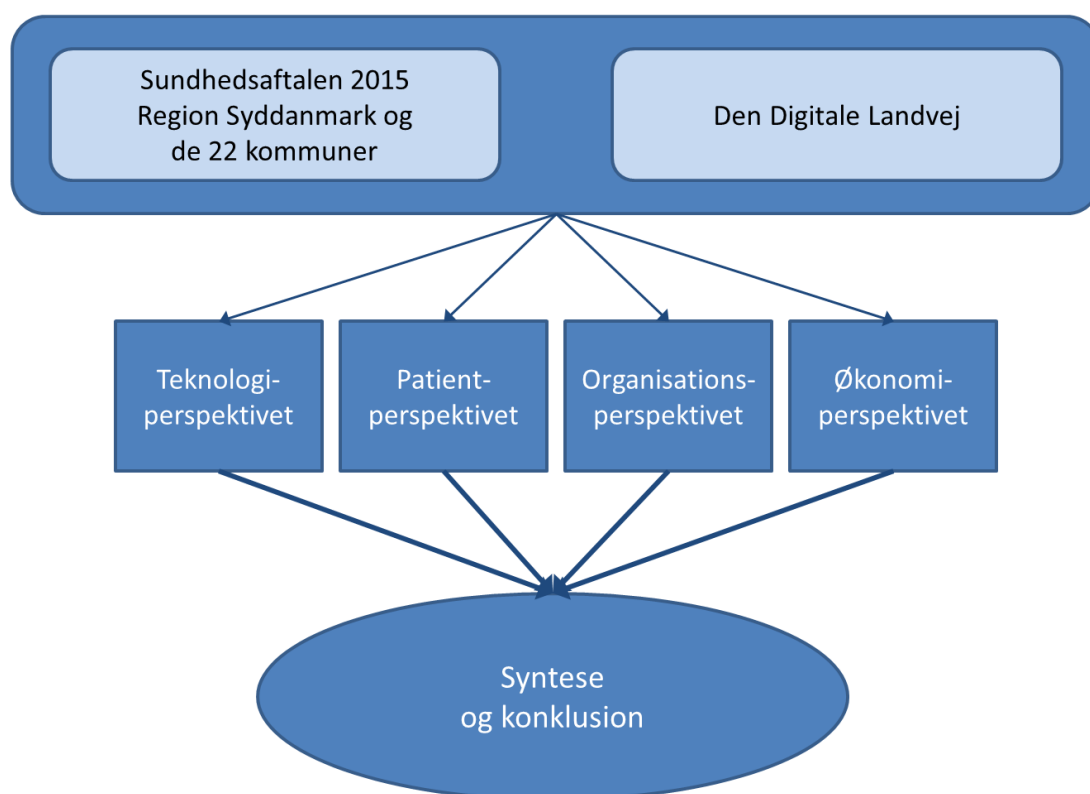 Sundhedsaftalen 2015
Region Syddanmark og
de 22 kommuner
Den Digitale Landvej
Teknologi-
perspektivet
Patient-
perspektivet
Organisations-
perspektivet
Økonomi-
perspektivet
Syntese
og konklusion